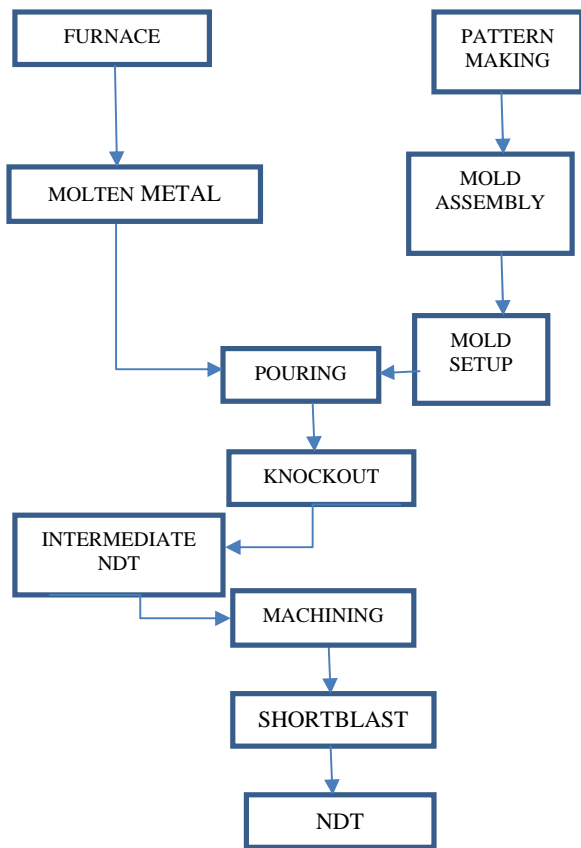 FURNACE
PATTERN
MAKING
MOLTEN METAL
MOLD
ASSEMBLY
MOLD
SETUP
POURING
KNOCKOUT
INTERMEDIATE
NDT
MACHINING
SHORTBLAST
NDT